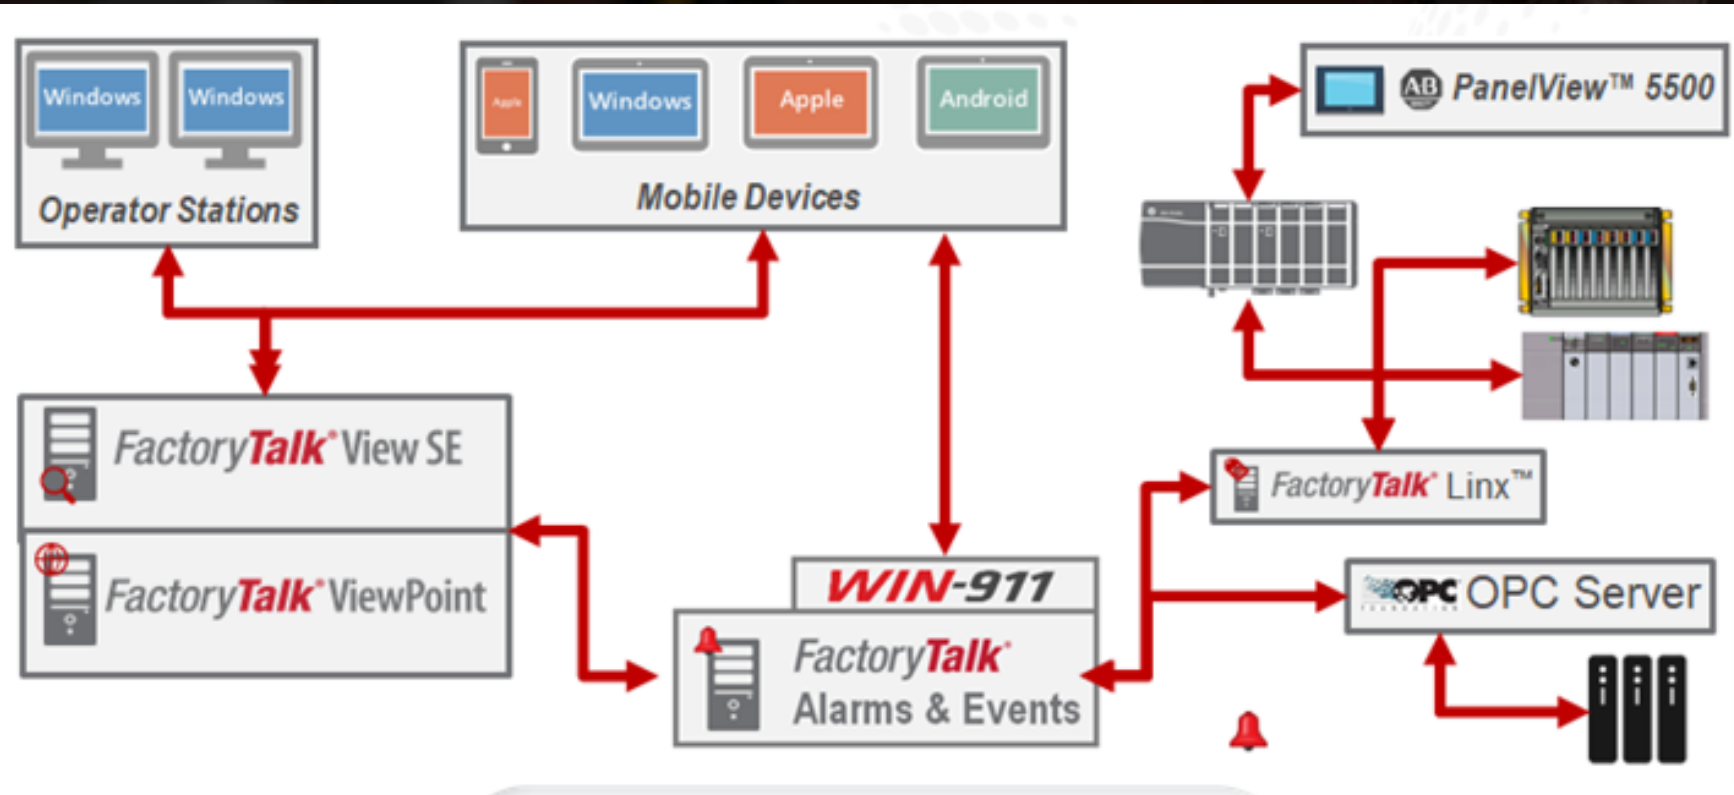 Windows
Windows
Operator Stations
Apple
Windows
Apple
Android
Mobile Devices
AB PanelView™ 5500
FactoryTalk® View SE
FactoryTalk® ViewPoint
FactoryTalk® Linx™
WIN-911
FactoryTalk®
Alarms & Events
OPC OPC Server
FOUNDATION